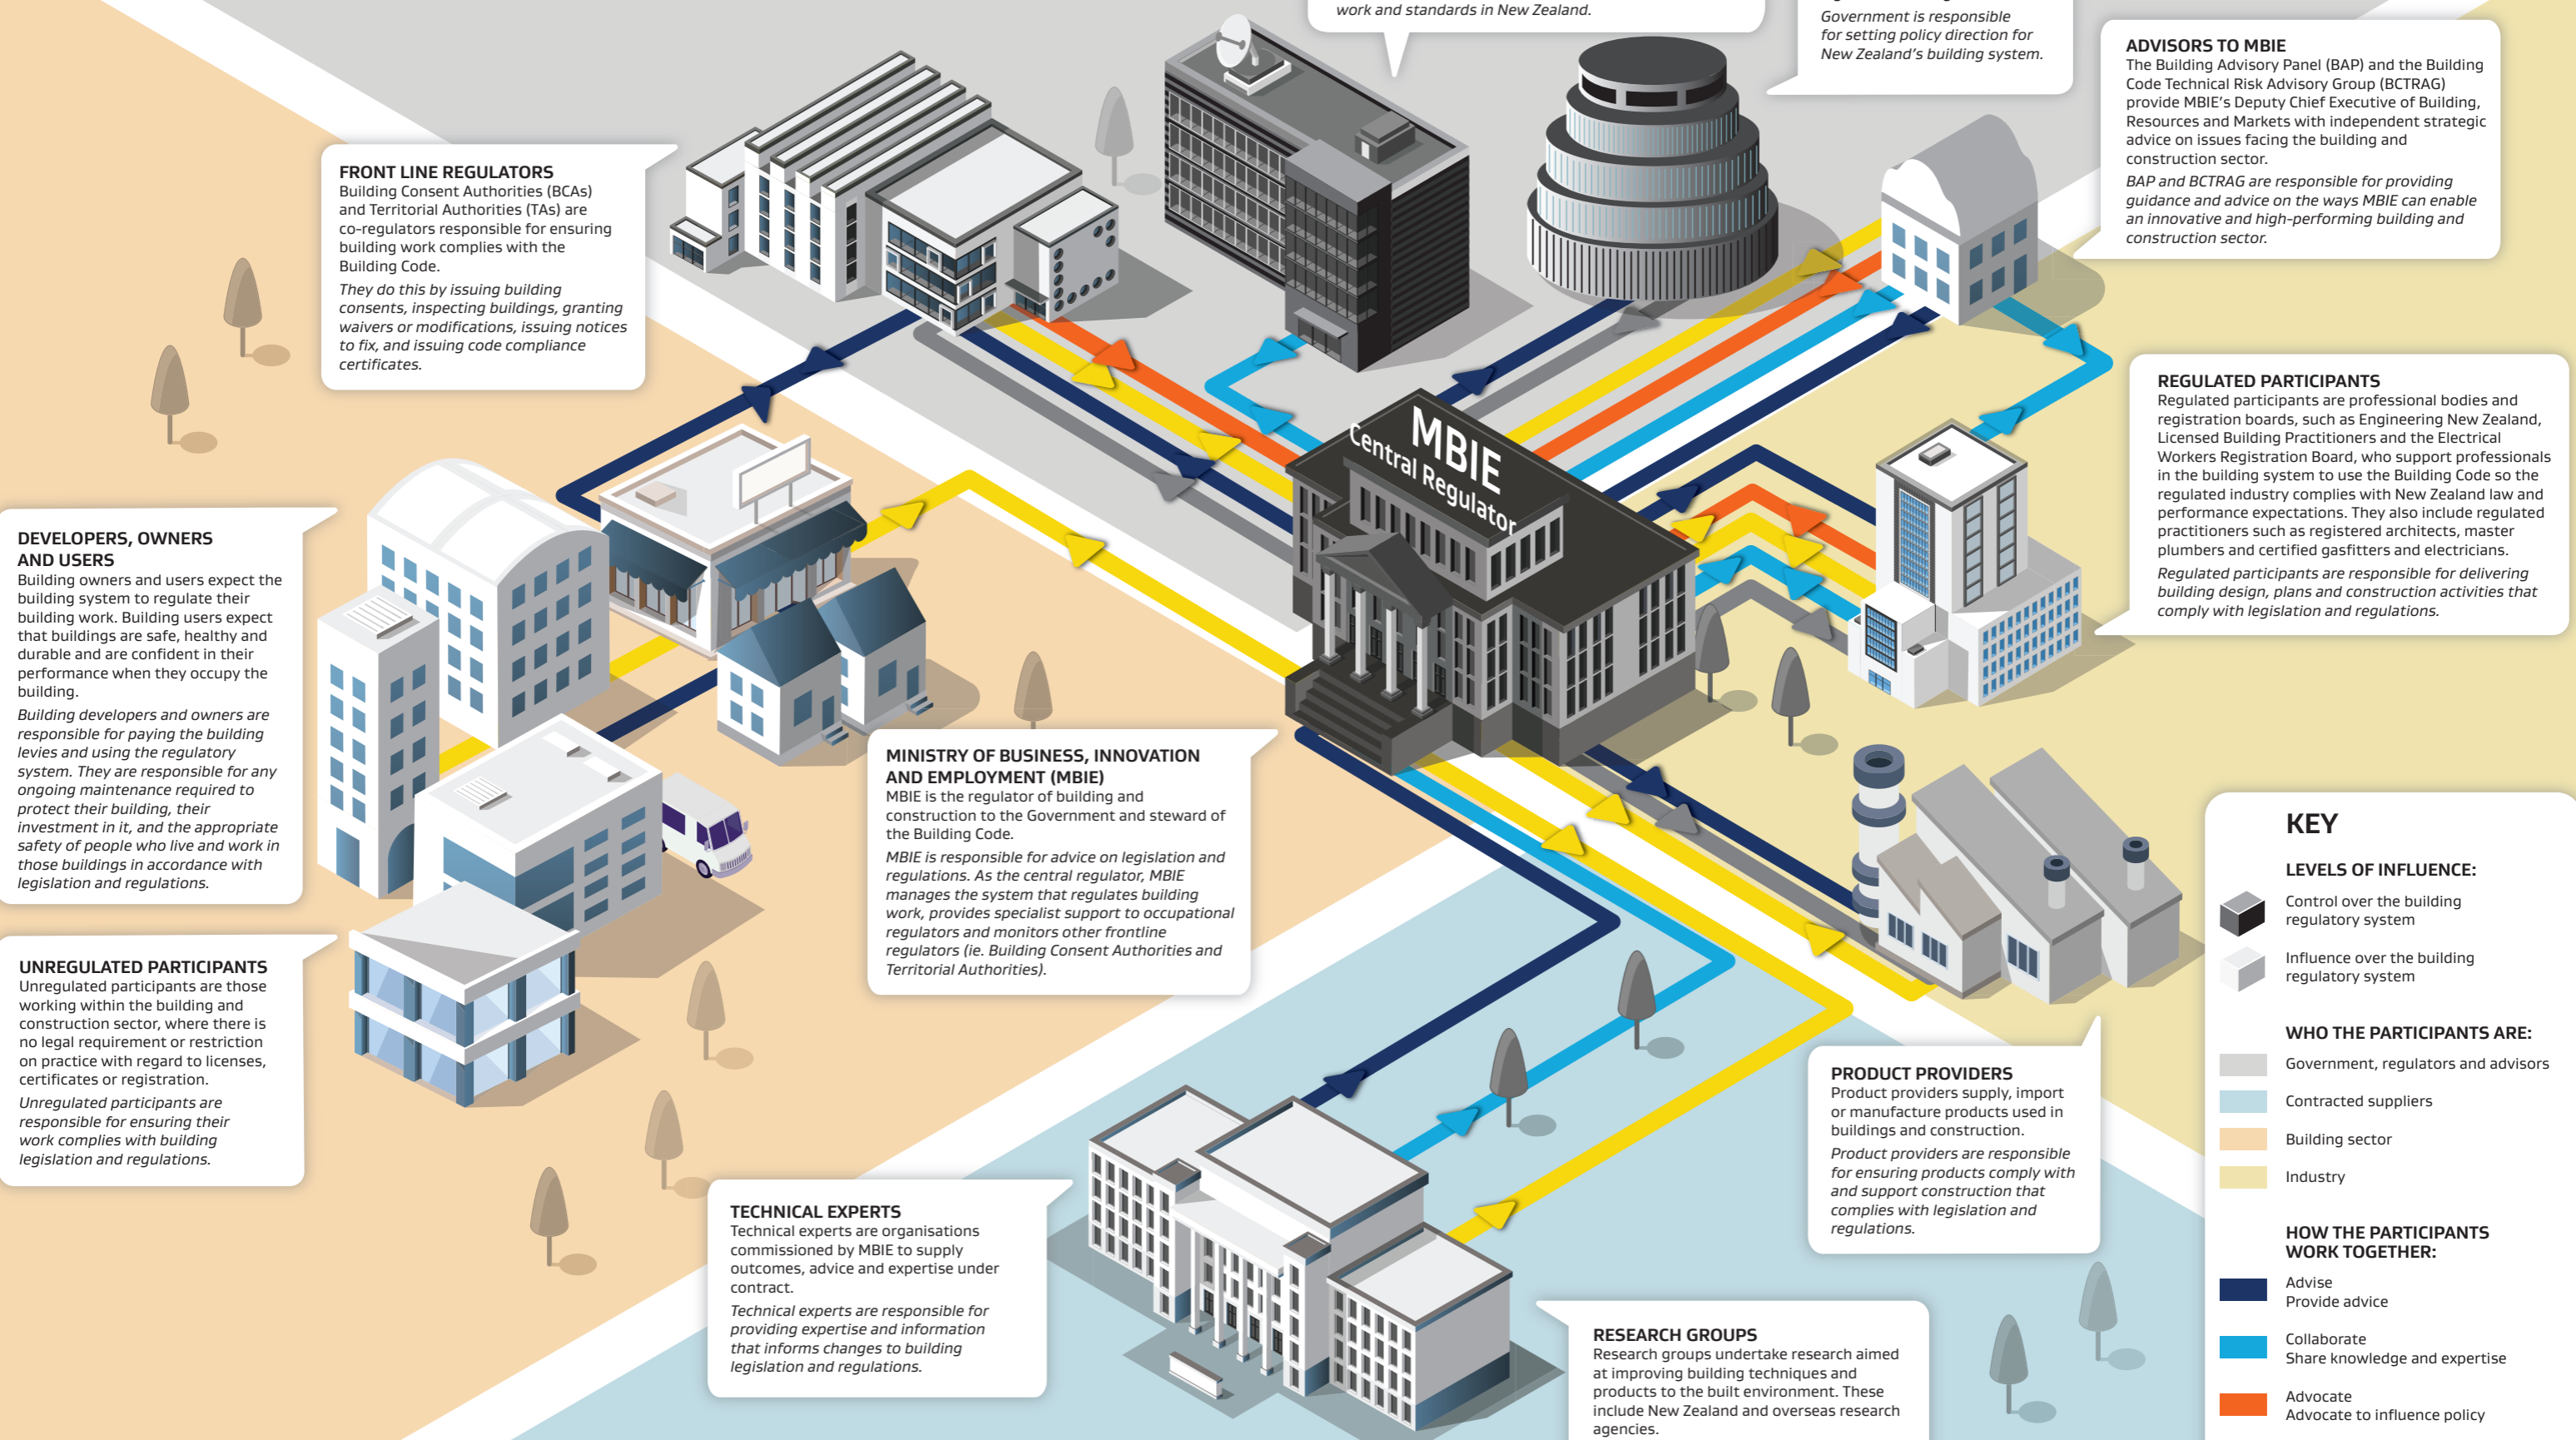 work and standards in New Zealand.
Government is responsible
for setting policy direction for
New Zealand's building system.
ADVISORS TO MBIE
The Building Advisory Panel (BAP) and the Building
Code Technical Risk Advisory Group (BCTRAG)
provide MBIE's Deputy Chief Executive of Building,
Resources and Markets with independent strategic
advice on issues facing the building and
construction sector.
BAP and BCTRAG are responsible for providing
guidance and advice on the ways MBIE can enable
an innovative and high-performing building and
construction sector.
FRONT LINE REGULATORS
Building Consent Authorities (BCAs)
and Territorial Authorities (TAs) are
co-regulators responsible for ensuring
building work complies with the
Building Code.
They do this by issuing building
consents, inspecting buildings, granting
waivers or modifications, issuing notices
to fix, and issuing code compliance
certificates.
REGULATED PARTICIPANTS
Regulated participants are professional bodies and
registration boards, such as Engineering New Zealand,
Licensed Building Practitioners and the Electrical
Workers Registration Board, who support professionals
in the building system to use the Building Code so the
regulated industry complies with New Zealand law and
performance expectations. They also include regulated
practitioners such as registered architects, master
plumbers and certified gasfitters and electricians.
Regulated participants are responsible for delivering
building design, plans and construction activities that
comply with legislation and regulations.
MBIE
Central Regulator
DEVELOPERS, OWNERS
AND USERS
Building owners and users expect the
building system to regulate their
building work. Building users expect
that buildings are safe, healthy and
durable and are confident in their
performance when they occupy the
building.
Building developers and owners are
responsible for paying the building
levies and using the regulatory
system. They are responsible for any
ongoing maintenance required to
protect their building, their
investment in it, and the appropriate
safety of people who live and work in
those buildings in accordance with
legislation and regulations.
MINISTRY OF BUSINESS, INNOVATION
AND EMPLOYMENT (MBIE)
MBIE is the regulator of building and
construction to the Government and steward of
the Building Code.
MBIE is responsible for advice on legislation and
regulations. As the central regulator, MBIE
manages the system that regulates building
work, provides specialist support to occupational
regulators and monitors other frontline
regulators (ie. Building Consent Authorities and
Territorial Authorities).
UNREGULATED PARTICIPANTS
Unregulated participants are those
working within the building and
construction sector, where there is
no legal requirement or restriction
on practice with regard to licenses,
certificates or registration.
Unregulated participants are
responsible for ensuring their
work complies with building
legislation and regulations.
PRODUCT PROVIDERS
Product providers supply, import
or manufacture products used in
buildings and construction.
Product providers are responsible
for ensuring products comply with
and support construction that
complies with legislation and
regulations.
TECHNICAL EXPERTS
Technical experts are organisations
commissioned by MBIE to supply
outcomes, advice and expertise under
contract.
Technical experts are responsible for
providing expertise and information
that informs changes to building
legislation and regulations.
RESEARCH GROUPS
Research groups undertake research aimed
at improving building techniques and
products to the built environment. These
include New Zealand and overseas research
agencies.
KEY
LEVELS OF INFLUENCE:
Control over the building
regulatory system
Influence over the building
regulatory system
WHO THE PARTICIPANTS ARE:
Government, regulators and advisors
Contracted suppliers
Building sector
Industry
HOW THE PARTICIPANTS
WORK TOGETHER:
Advise
Provide advice
Collaborate
Share knowledge and expertise
Advocate
Advocate to influence policy